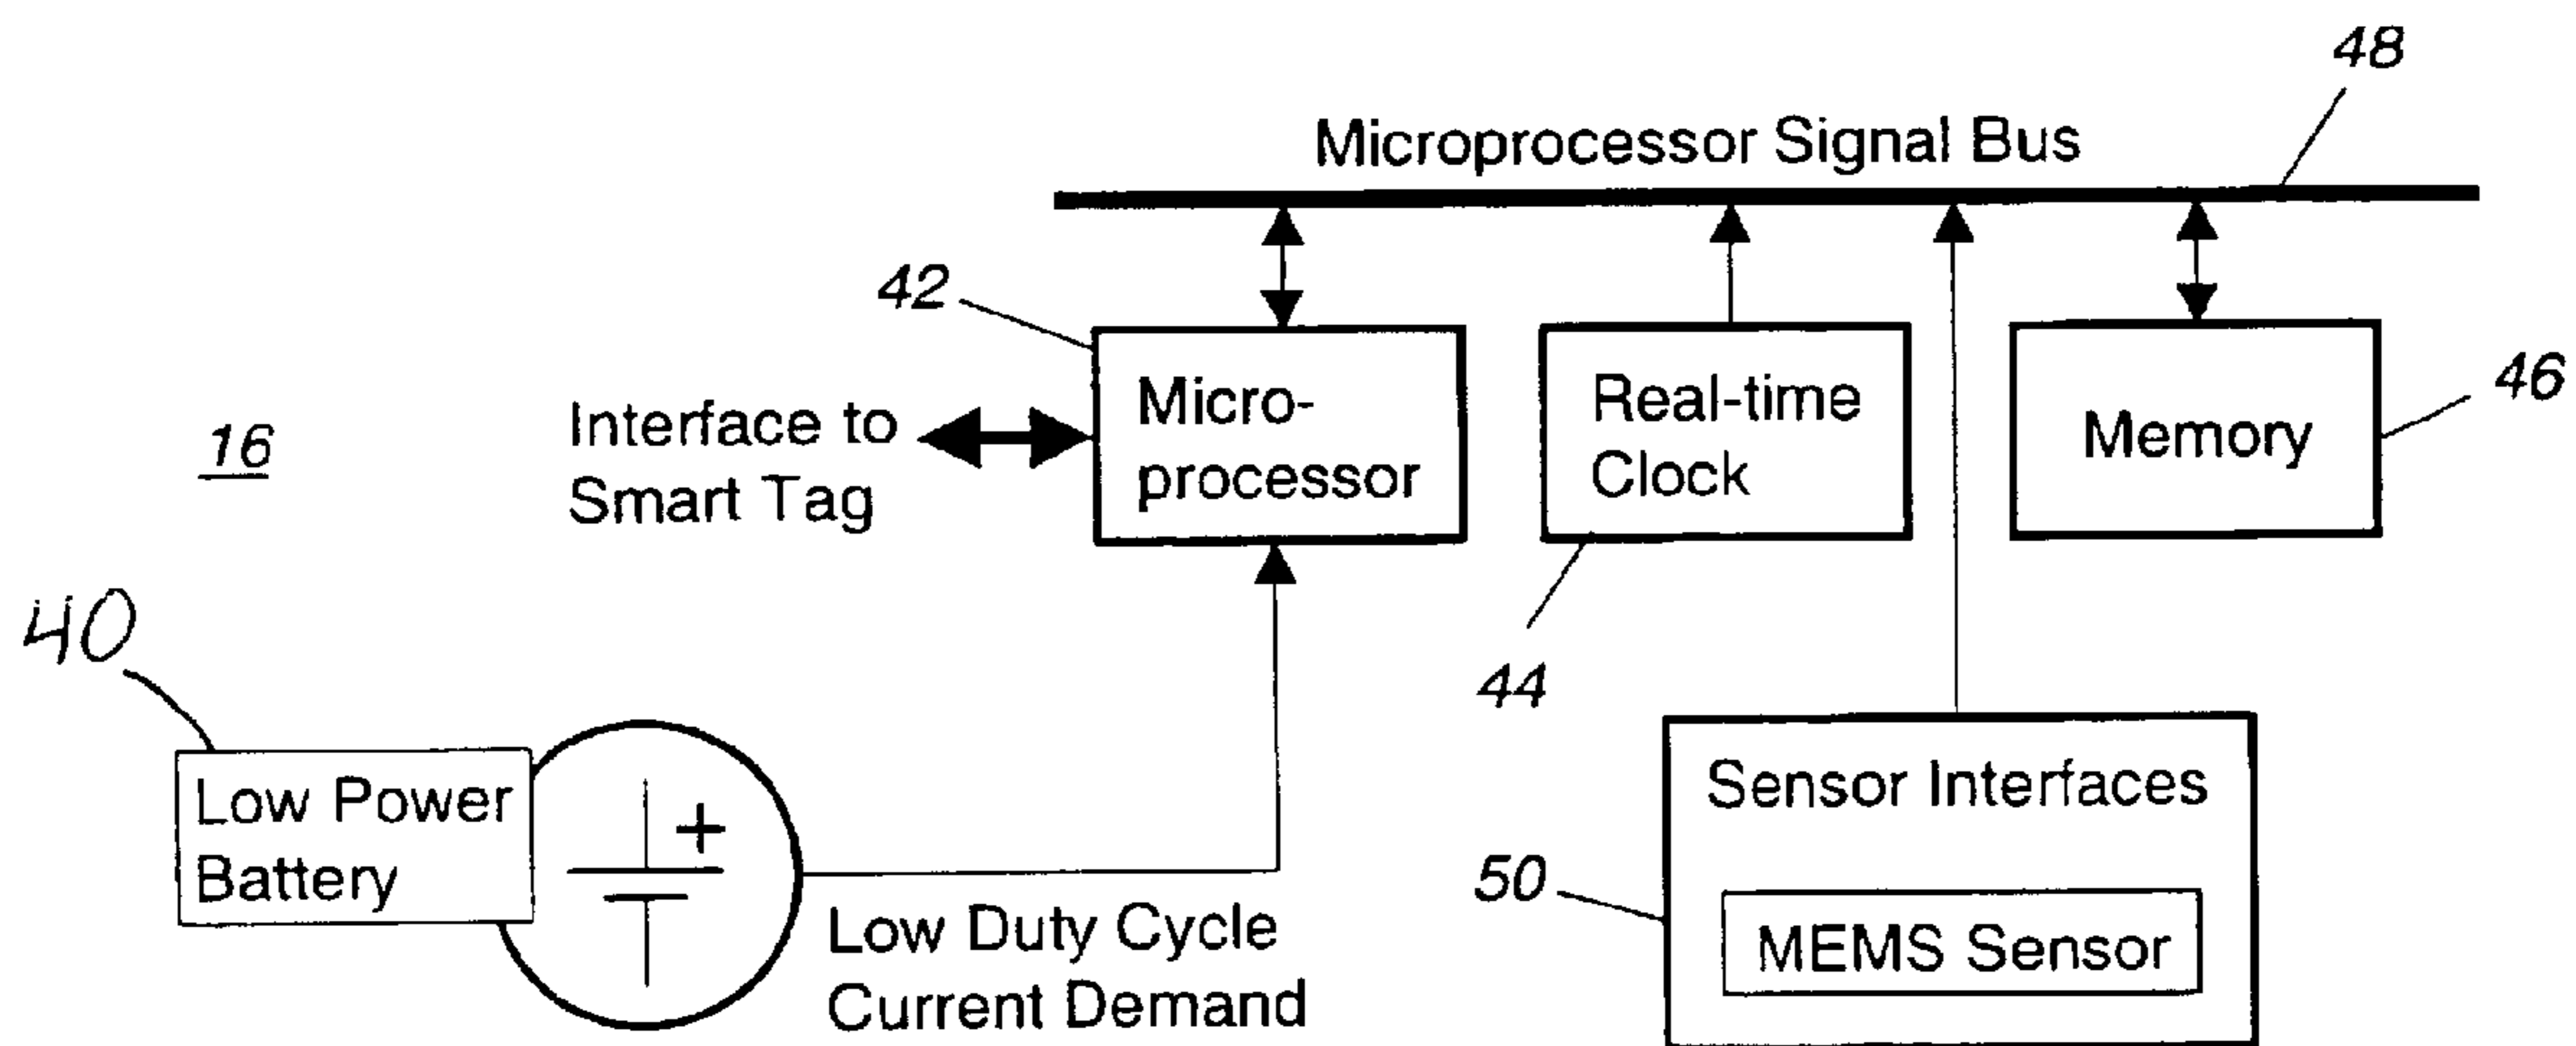 48
Microprocessor Signal Bus
42
Micro-
processor
Real-time
Clock
Memory
46
Interface to
Smart Tag
16
40
44
Low Power
Battery
+
Low Duty Cycle
Current Demand
Sensor Interfaces
50
MEMS Sensor